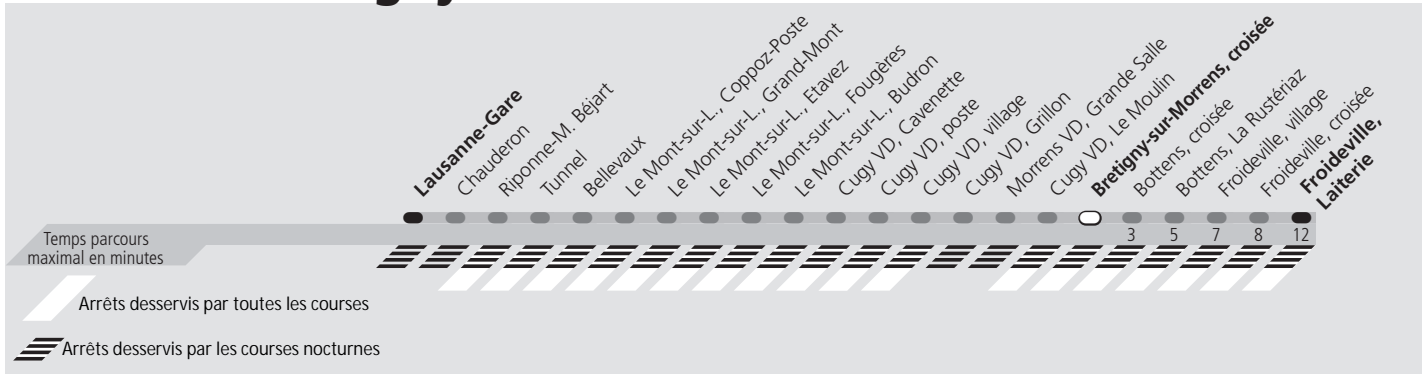 Lausanne-Gare
Chauderon
Riponne-M. Béjart
Tunnel
Bellevaux
Le Mont-sur-L., Coppoz-Poste
Le Mont-sur-L., Grand-Mont
Le Mont-sur-L., Etavez
Le Mont-sur-L., Fougères
Le Mont-sur-L., Budron
Cugy VD, Cavenette
Cugy VD, poste
Cugy VD, village
Cugy VD, Grillon
Morrens VD, Grande Salle
Cugy VD, Le Moulin
Bretigny-sur-Morrens, croisée
Bottens, croisée
Bottens, La Rustériaz
Froideville, village
Froideville, croisée
Froideville,
Laiterie
Temps parcours
maximal en minutes
3 5 7 8 12
Arrêts desservis par toutes les courses
Arrêts desservis par les courses nocturnes